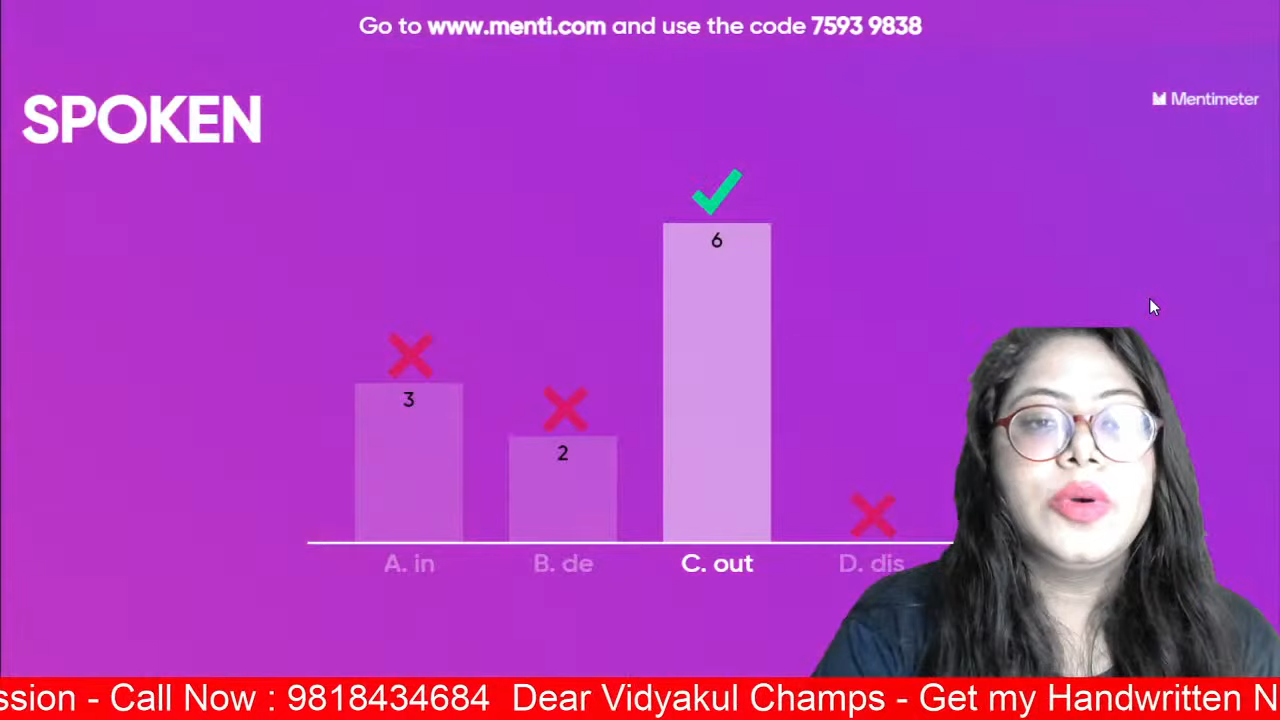 Go to www.menti.com and use the code 7593 9838
SPOKEN
Mentimeter
6
3
2
A. in
B. de
C. out
D. dis
ssion - Call Now : 9818434684 Dear Vidyakul Champs - Get my Handwritten N